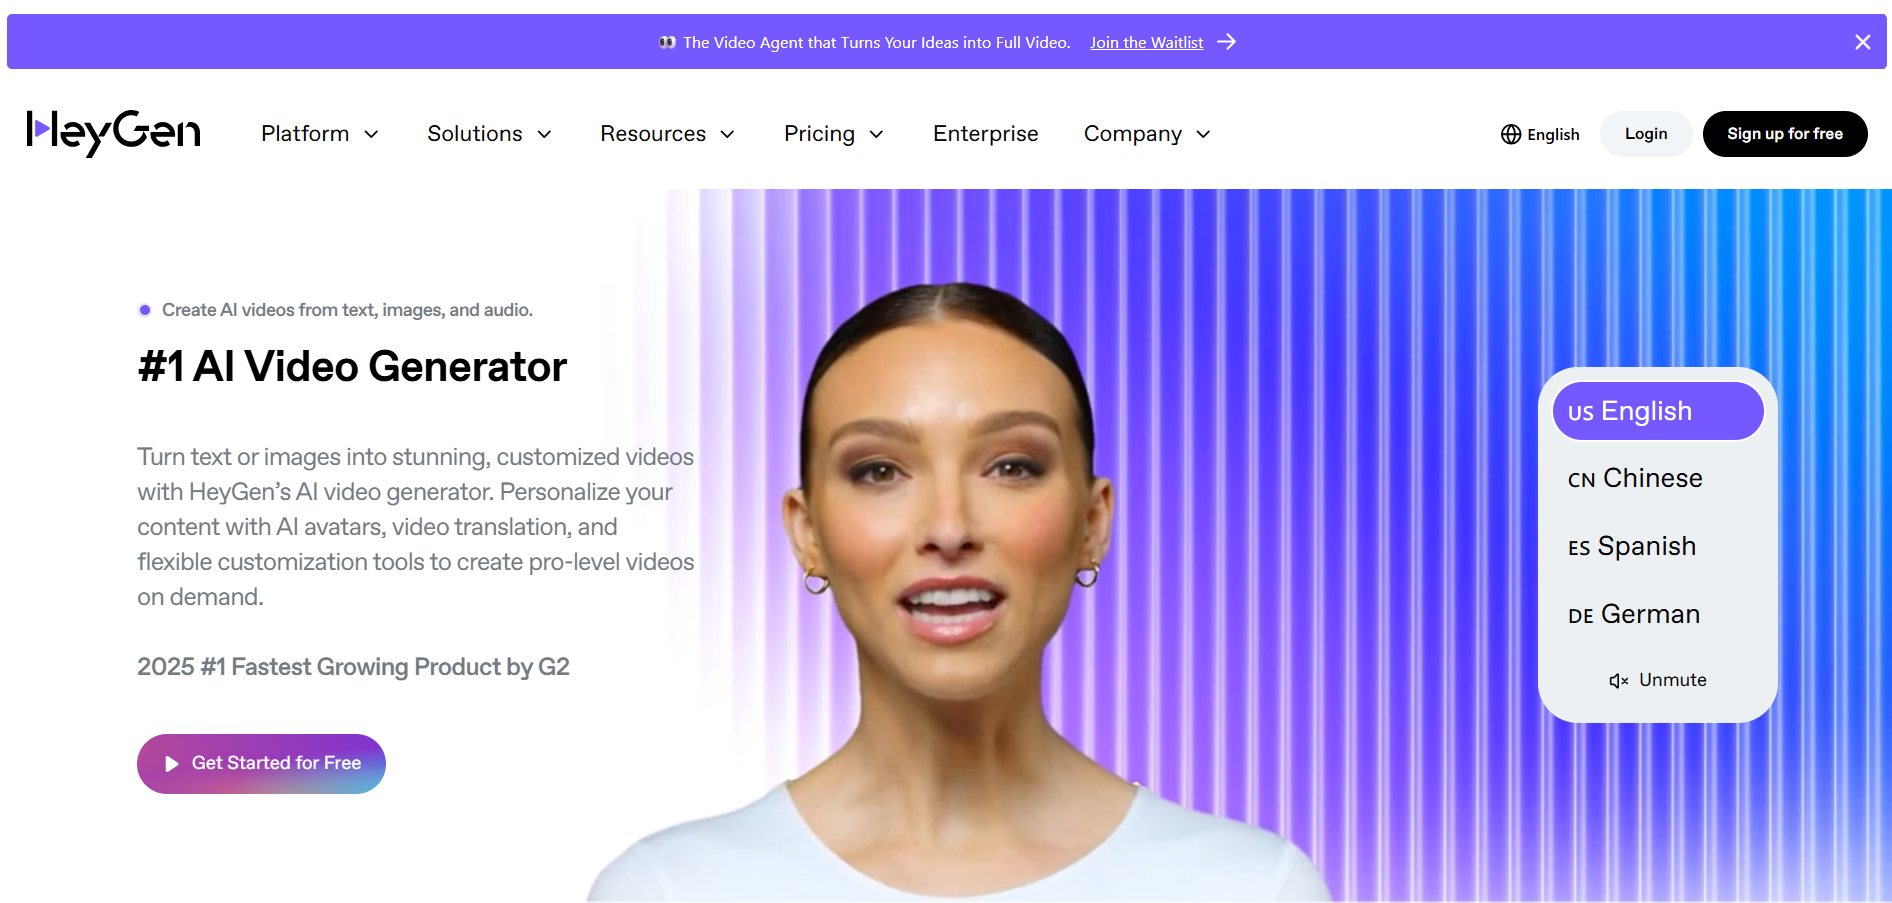 👀 The Video Agent that Turns Your Ideas into Full Video. Join the Waitlist →
HeyGen
Platform
Solutions
Resources
Pricing
Enterprise
Company
English
Login
Sign up for free
Create AI videos from text, images, and audio.
#1 AI Video Generator
Turn text or images into stunning, customized videos
with HeyGen’s AI video generator. Personalize your
content with AI avatars, video translation, and
flexible customization tools to create pro-level videos
on demand.
2025 #1 Fastest Growing Product by G2
Get Started for Free
US English
CN Chinese
ES Spanish
DE German
Unmute